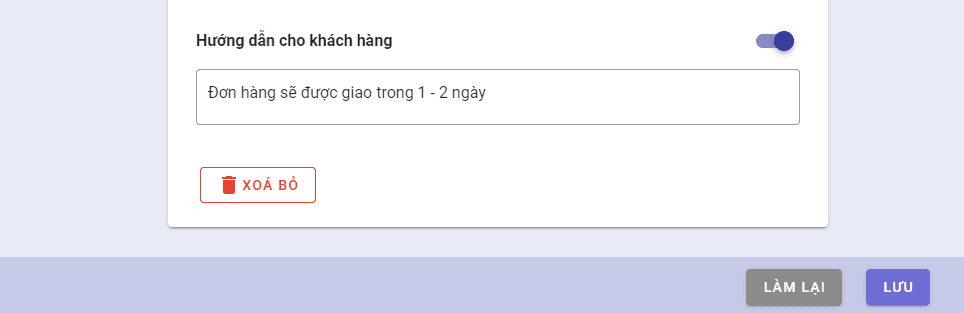 Hướng dẫn cho khách hàng
Đơn hàng sẽ được giao trong 1 - 2 ngày
XOÁ BỎ
LÀM LẠI
LƯU